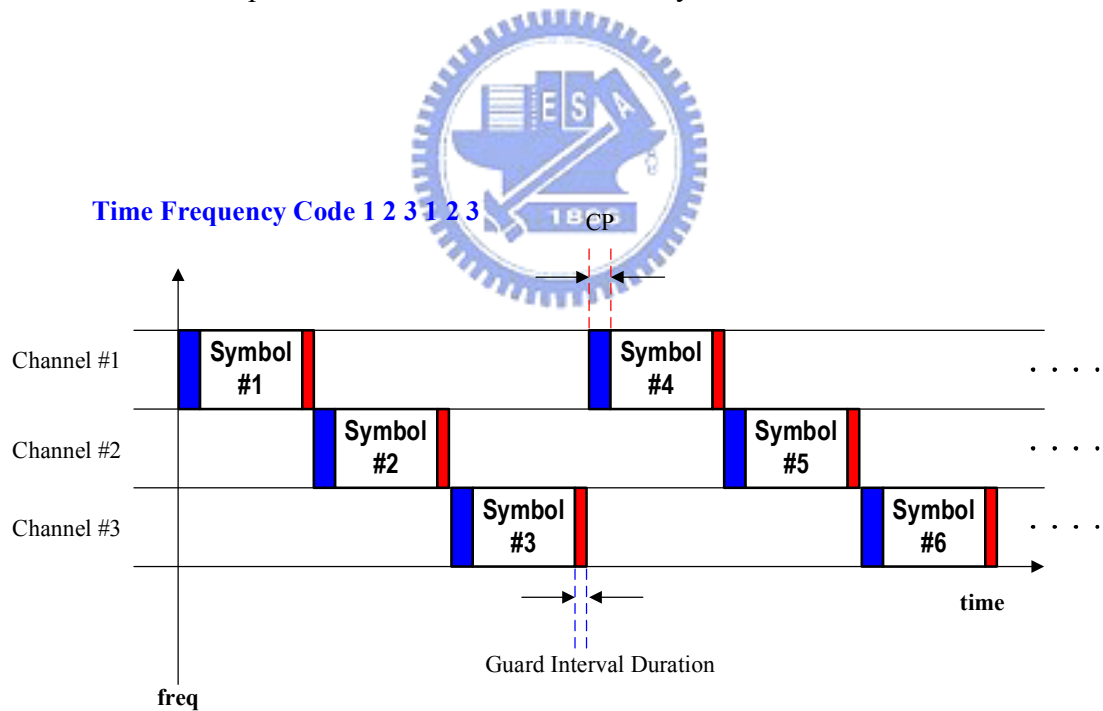 E S A
1896
Time Frequency Code 1 2 3 1 2 3
CP
Channel #1
Symbol
#1
Symbol
#4
. . . .
Channel #2
Symbol
#2
Symbol
#5
. . . .
Channel #3
Symbol
#3
Symbol
#6
. . . .
time
Guard Interval Duration
freq